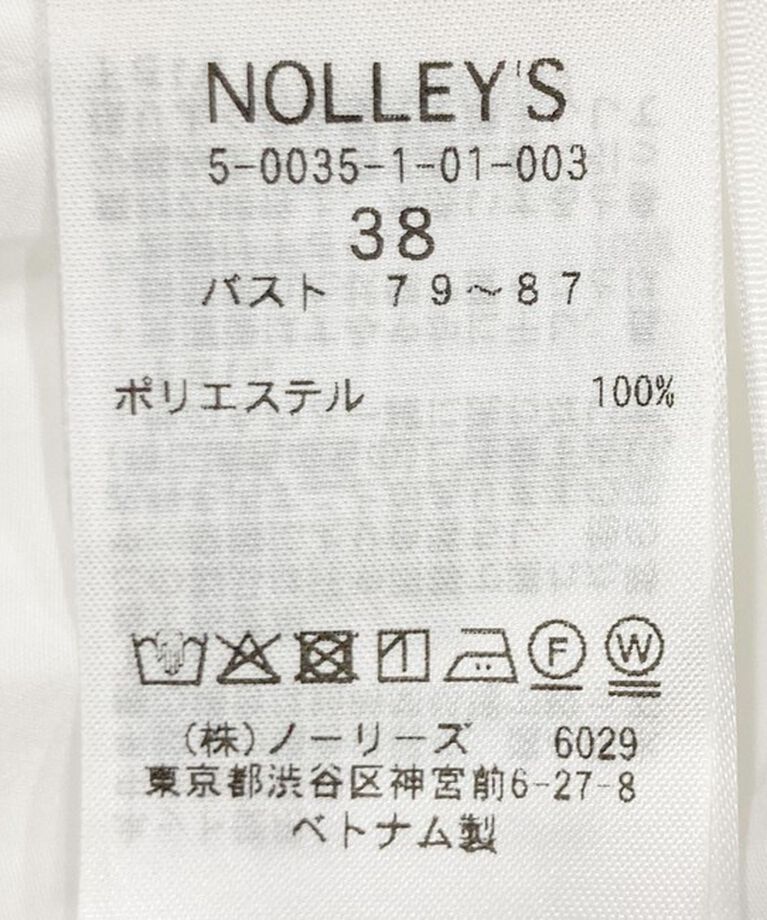 NOLLEY'S
5-0035-1-01-003
38
バスト 79～87
ポリエステル 100%
F W
(株)ノーリーズ 6029
東京都渋谷区神宮前6-27-8
ベトナム製